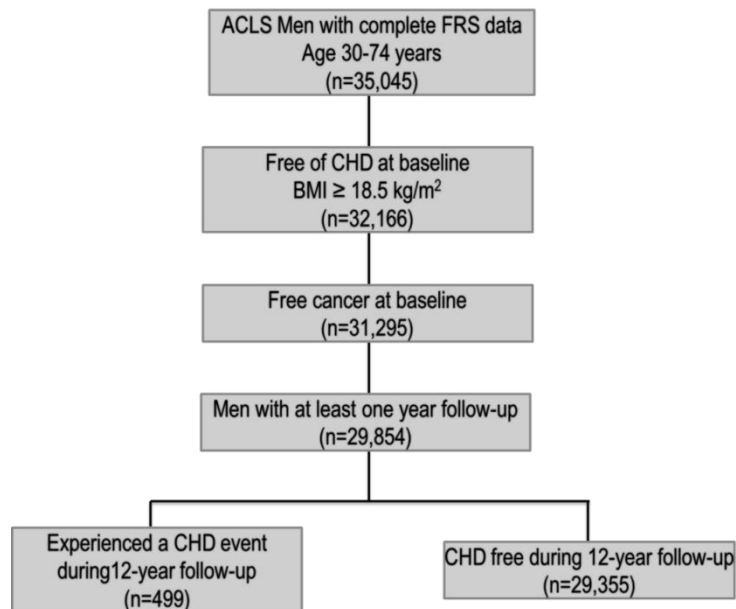 ACLS Men with complete FRS data
Age 30-74 years
(n=35,045)
Free of CHD at baseline
BMI ≥ 18.5 kg/m²
(n=32,166)
Free cancer at baseline
(n=31,295)
Men with at least one year follow-up
(n=29,854)
Experienced a CHD event
during12-year follow-up
(n=499)
CHD free during 12-year follow-up
(n=29,355)